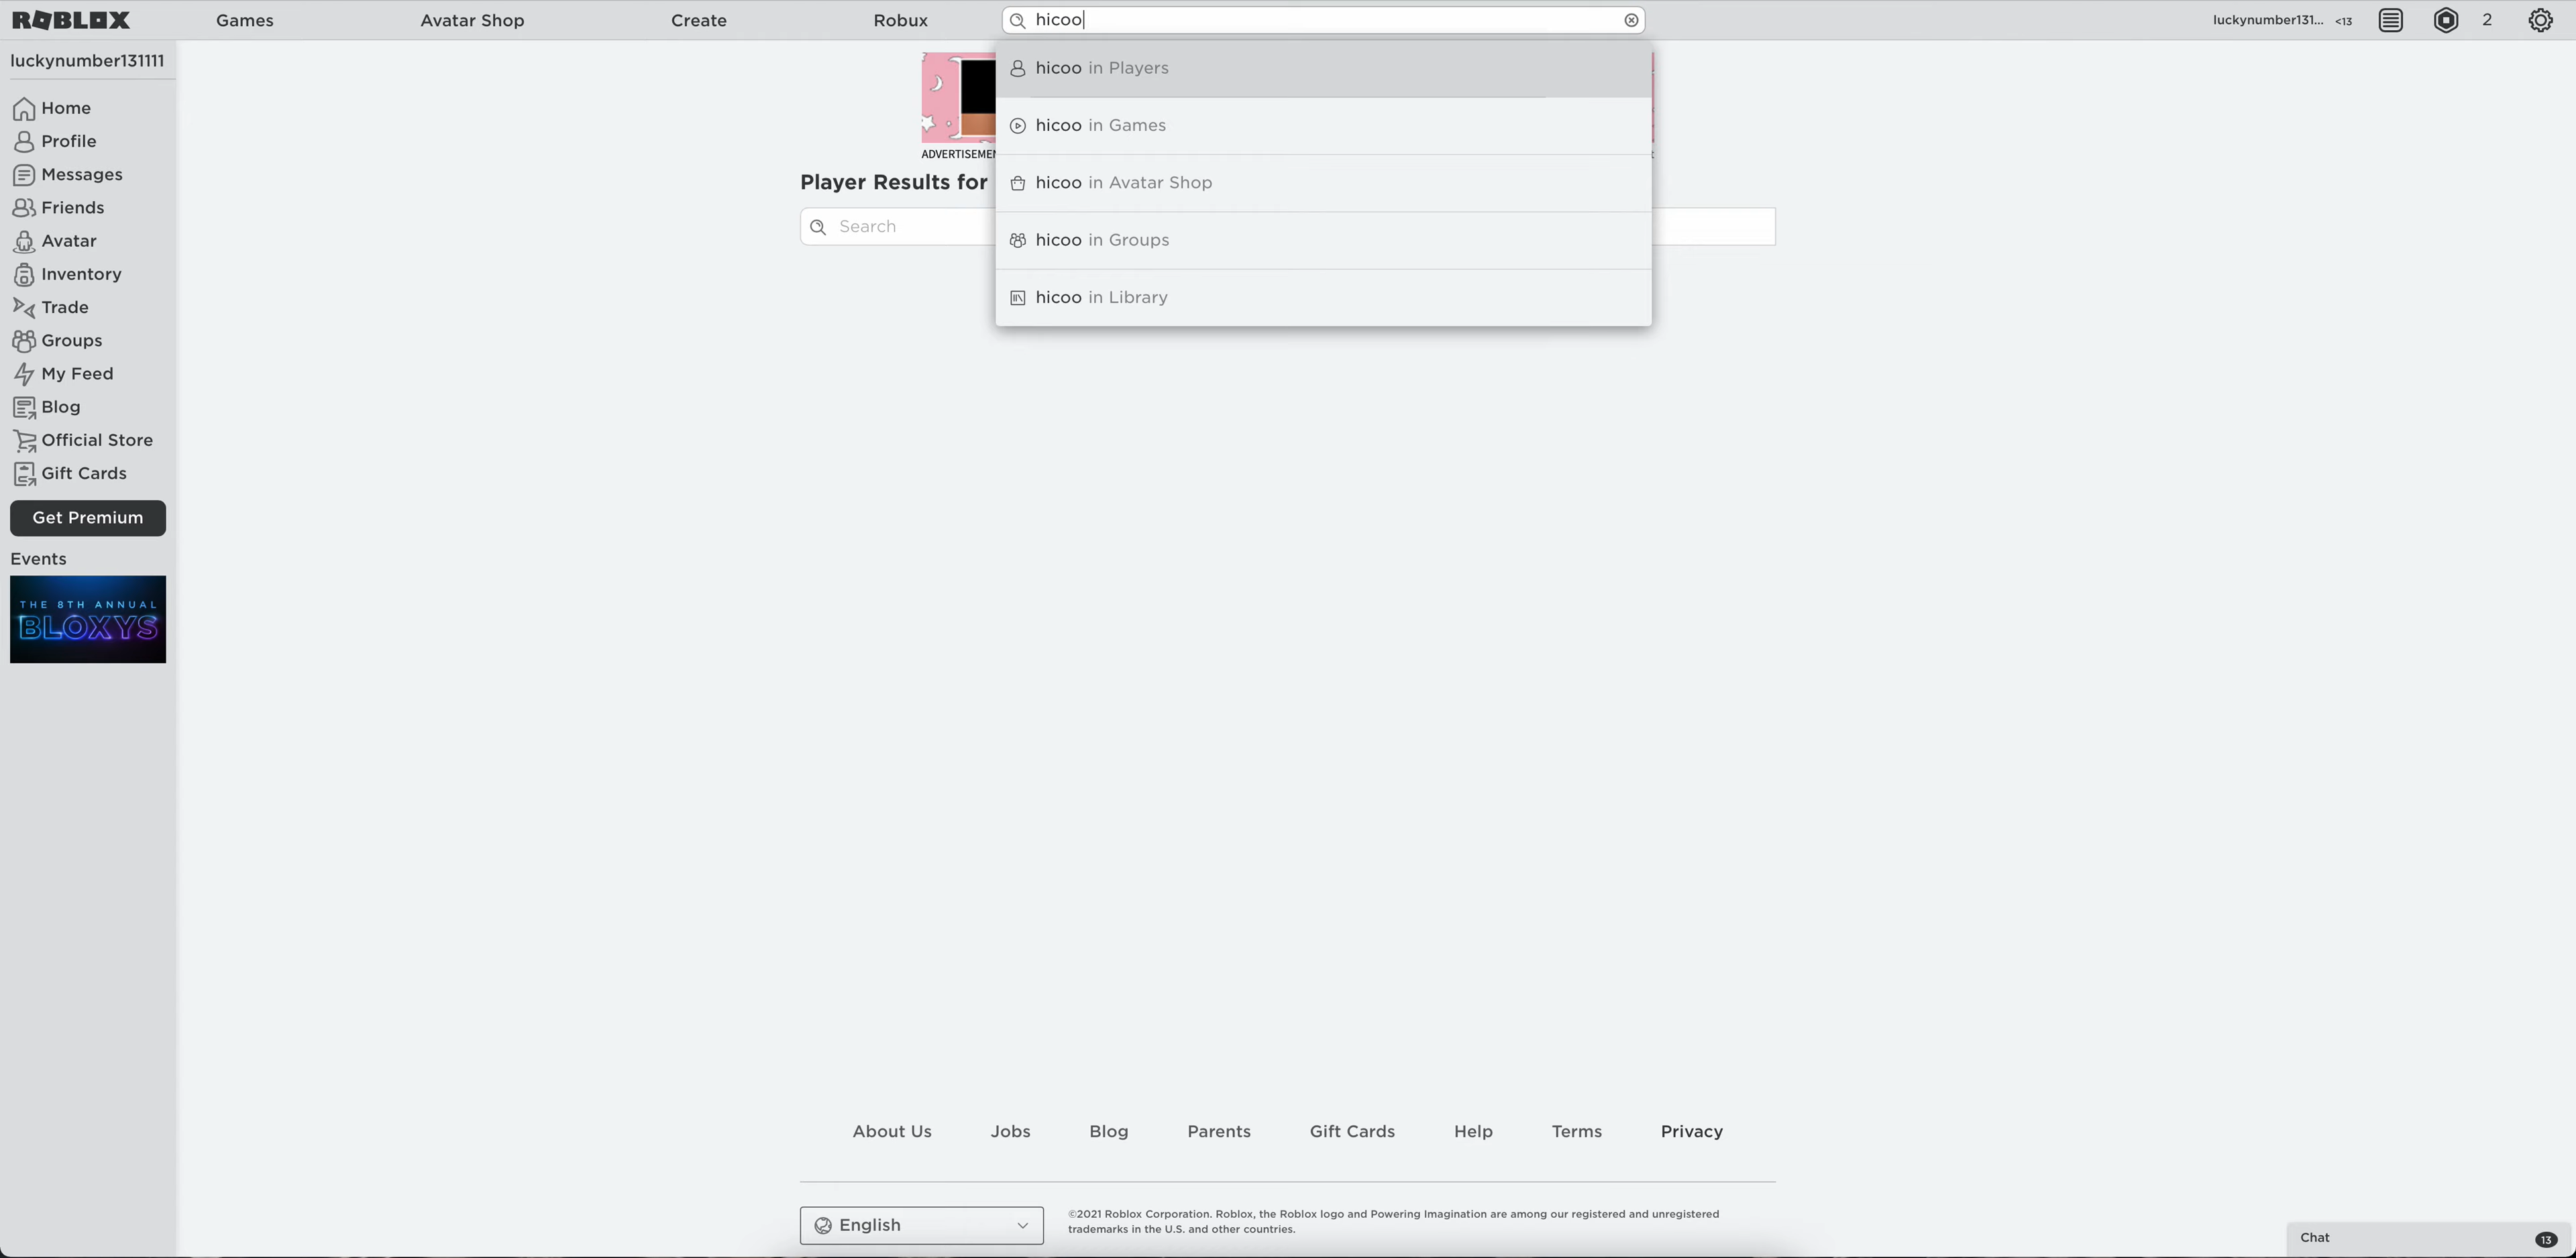 ROBLOX
Games
Avatar Shop
Create
Robux
hicoo
luckynumber131... <13
2
luckynumber131111
Home
Profile
Messages
Friends
Avatar
Inventory
Trade
Groups
My Feed
Blog
Official Store
Gift Cards
Get Premium
Events
THE 8TH ANNUAL
BLOXYS
hicoo in Players
hicoo in Games
hicoo in Avatar Shop
hicoo in Groups
hicoo in Library
Player Results for
Search
About Us
Jobs
Blog
Parents
Gift Cards
Help
Terms
Privacy
English
©2021 Roblox Corporation. Roblox, the Roblox logo and Powering Imagination are among our registered and unregistered
trademarks in the U.S. and other countries.
Chat
13